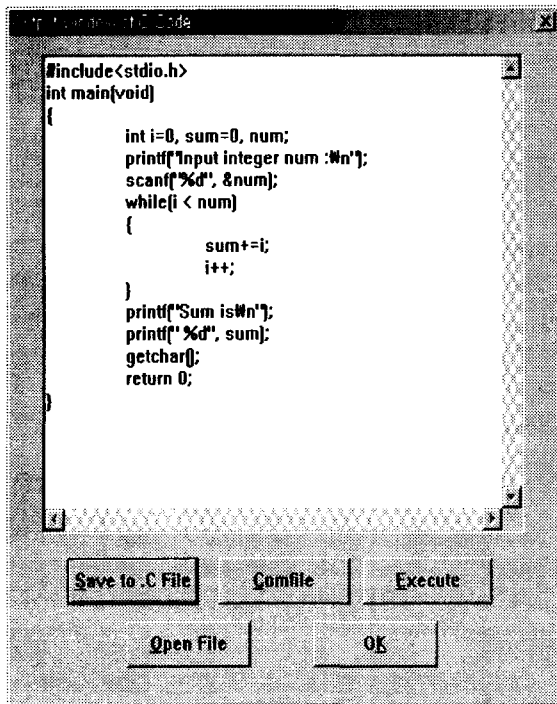 C Code
#include<stdio.h>
int main(void)
{
int i=0, sum=0, num;
printf("Input integer num :₩n");
scanf("%d", &num);
while(i < num)
{
sum+=i;
i++;
}
printf("Sum is₩n");
printf(" %d", sum);
getchar();
return 0;
}
Save to .C File
Comfile
Execute
Open File
OK